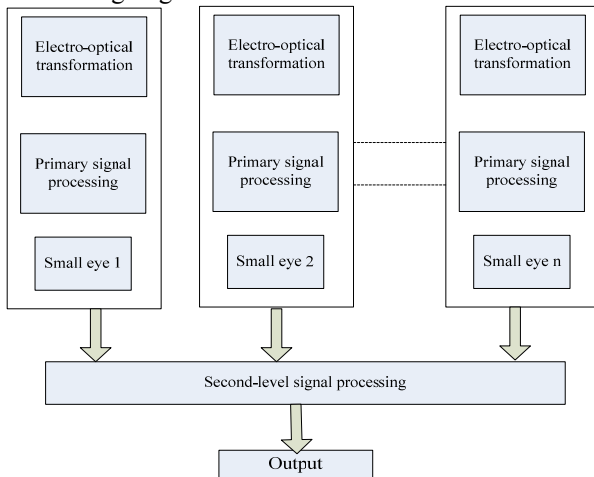 Electro-optical
transformation
Primary signal
processing
Small eye 1
Electro-optical
transformation
Primary signal
processing
Small eye 2
Electro-optical
transformation
Primary signal
processing
Small eye n
Second-level signal processing
Output